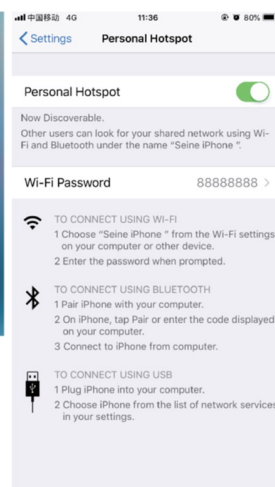 中国移动 4G 11:36 80%
Settings Personal Hotspot
Personal Hotspot
Now Discoverable.
Other users can look for your shared network using Wi-
Fi and Bluetooth under the name “Seine iPhone ”.
Wi-Fi Password 88888888
TO CONNECT USING WI-FI
1 Choose “Seine iPhone ” from the Wi-Fi settings
on your computer or other device.
2 Enter the password when prompted.
TO CONNECT USING BLUETOOTH
1 Pair iPhone with your computer.
2 On iPhone, tap Pair or enter the code displayed
on your computer.
3 Connect to iPhone from computer.
TO CONNECT USING USB
1 Plug iPhone into your computer.
2 Choose iPhone from the list of network services
in your settings.